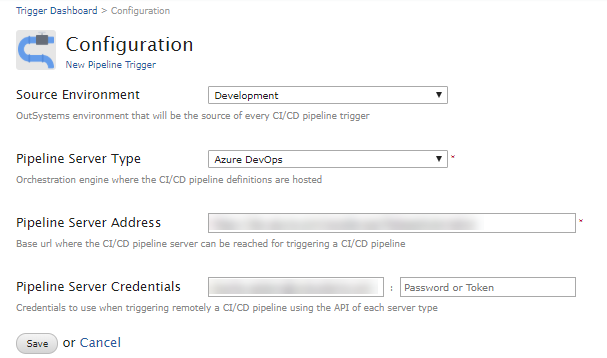 Trigger Dashboard > Configuration
Configuration
New Pipeline Trigger
Source Environment
Development
OutSystems environment that will be the source of every CI/CD pipeline trigger
Pipeline Server Type
Azure DevOps
*
Orchestration engine where the CI/CD pipeline definitions are hosted
Pipeline Server Address
*
Base url where the CI/CD pipeline server can be reached for triggering a CI/CD pipeline
Pipeline Server Credentials
:
Password or Token
Credentials to use when triggering remotely a CI/CD pipeline using the API of each server type
Save or Cancel